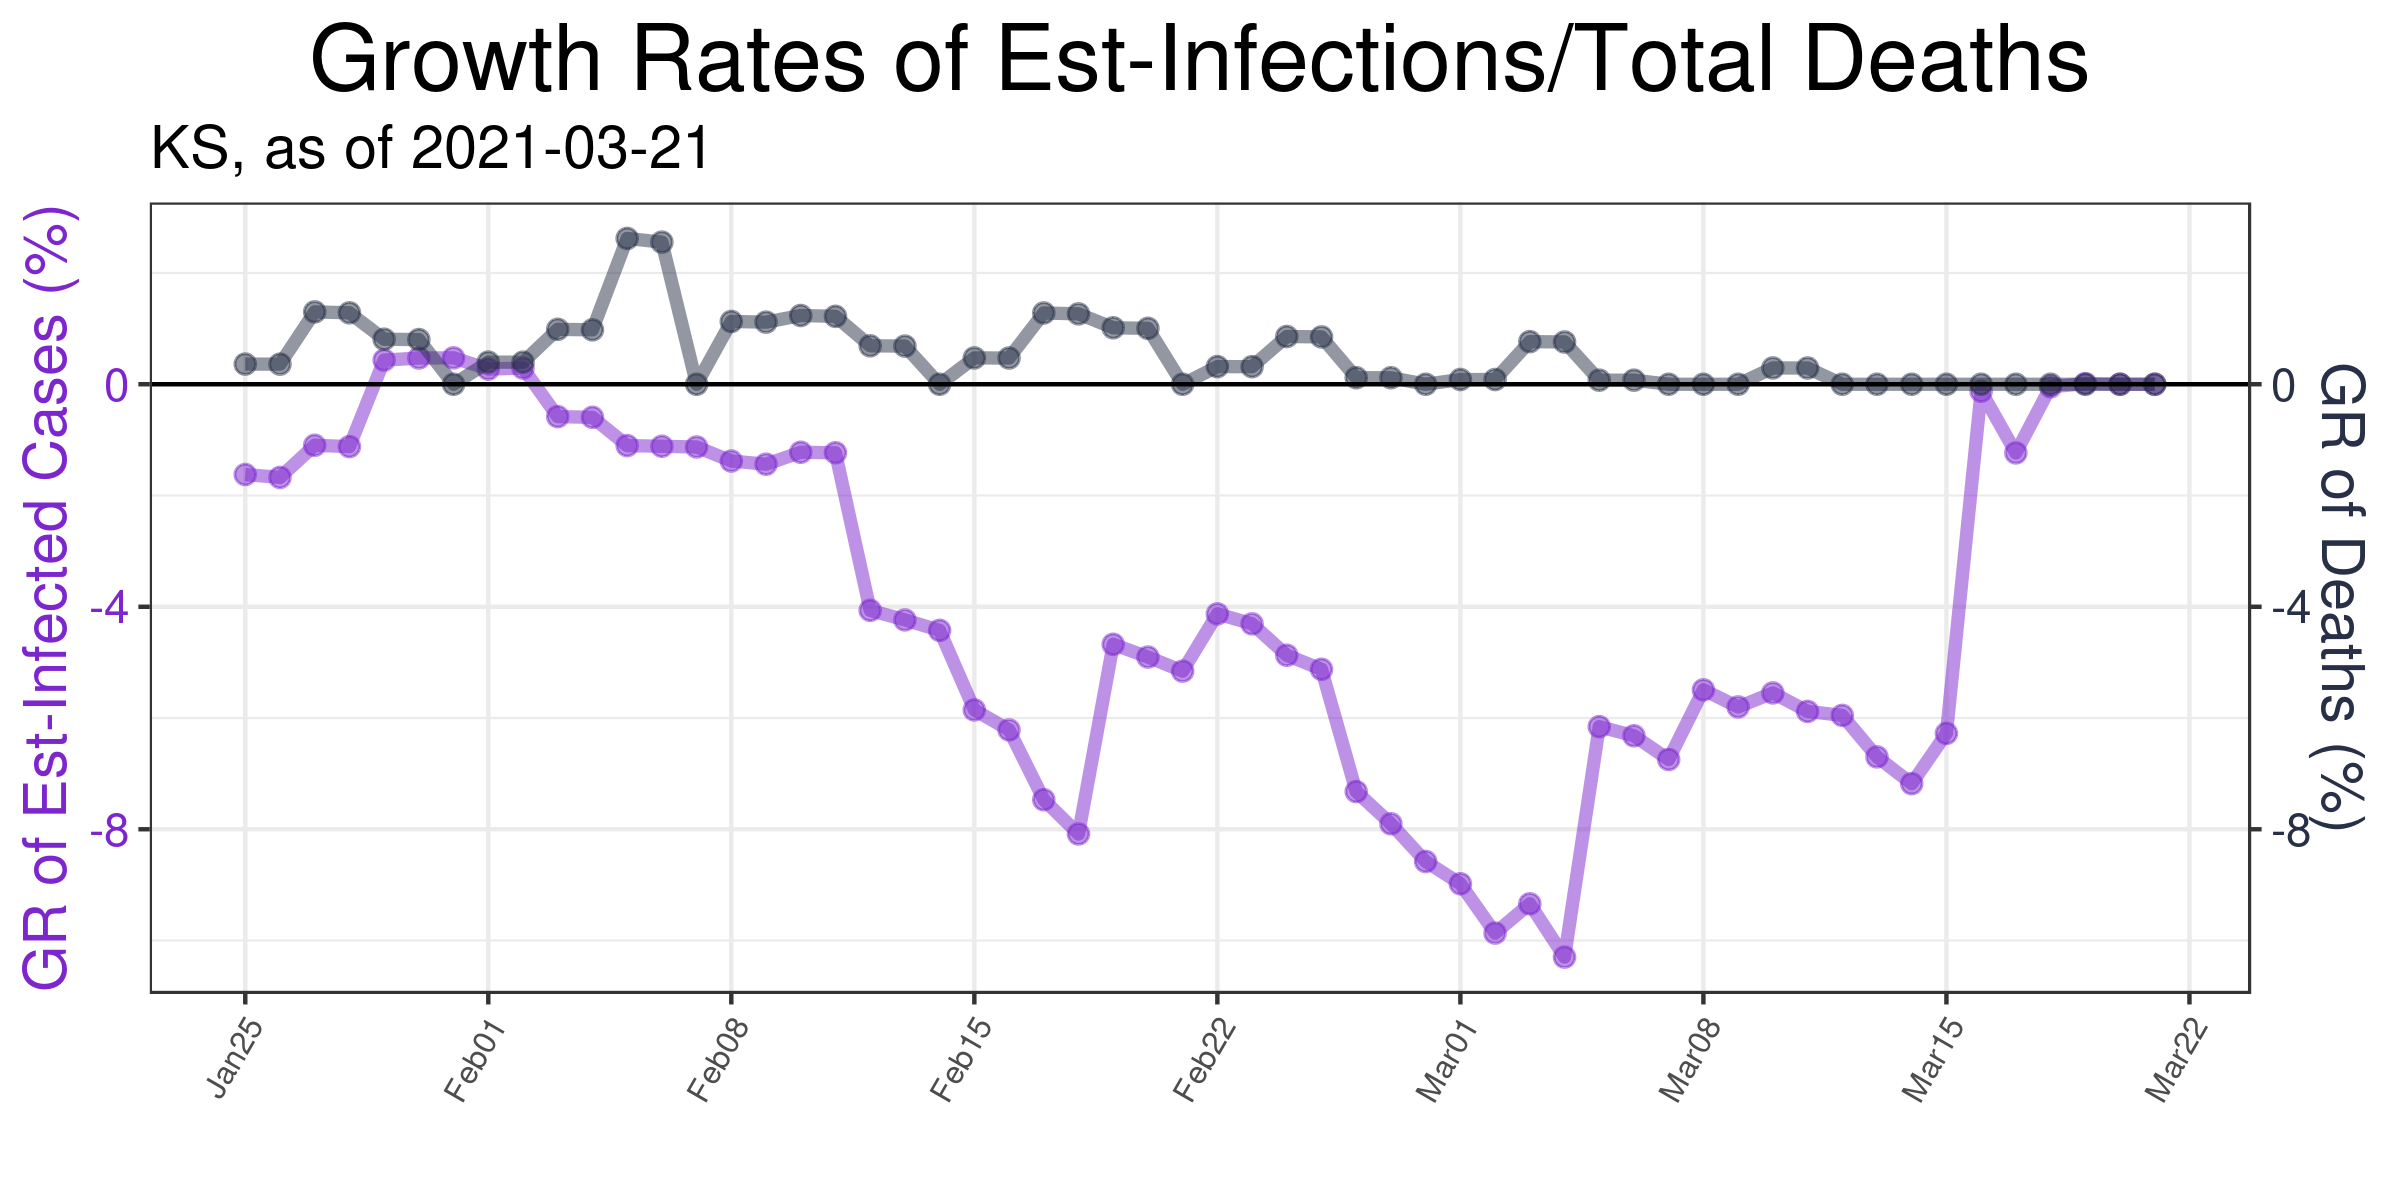 Growth Rates of Est-Infections/Total Deaths
KS, as of 2021-03-21
GR of Est-Infected Cases (%)
0
-4
-8
0
-4
-8
GR of Deaths (%)
Jan25
Feb01
Feb08
Feb15
Feb22
Mar01
Mar08
Mar15
Mar22